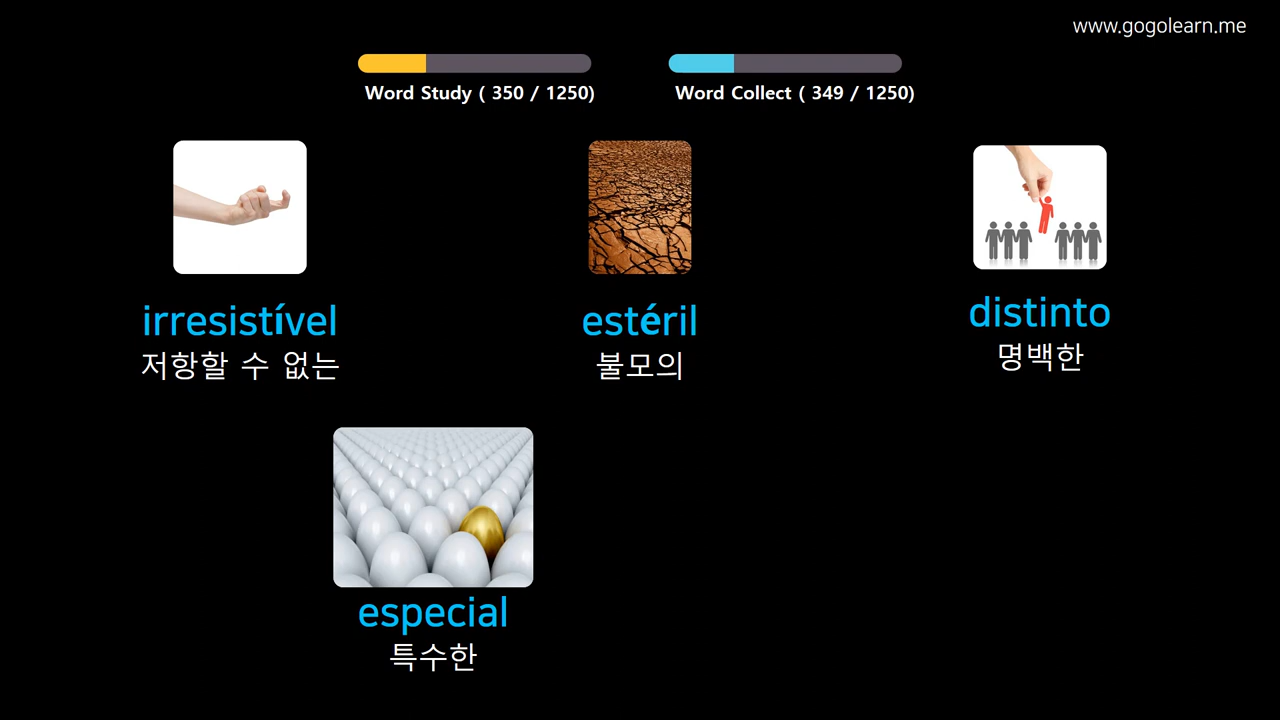 www.gogolearn.me
Word Study ( 350 / 1250)
Word Collect ( 349 / 1250)
irresistível
저항할 수 없는
estéril
불모의
distinto
명백한
especial
특수한